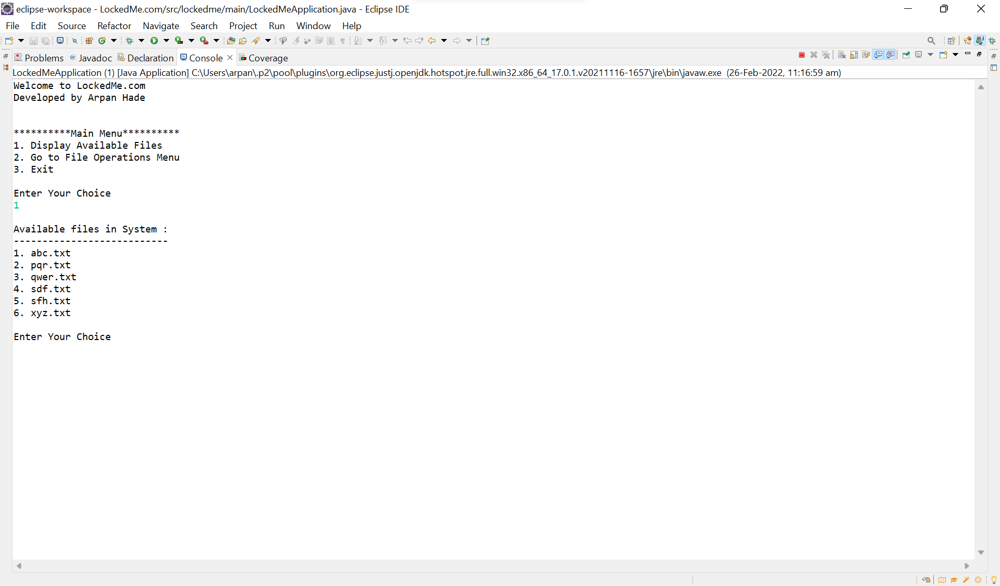 eclipse-workspace - LockedMe.com/src/lockedme/main/LockedMeApplication.java - Eclipse IDE
File Edit Source Refactor Navigate Search Project Run Window Help
Problems @ Javadoc Declaration Console Coverage
LockedMeApplication (1) [Java Application] C:\Users\arpan\.p2\pool\plugins\org.eclipse.justj.openjdk.hotspot.jre.full.win32.x86_64_17.0.1.v20211116-1657\jre\bin\javaw.exe (26-Feb-2022, 11:16:59 am)
Welcome to LockedMe.com
Developed by Arpan Hade
**********Main Menu**********
1. Display Available Files
2. Go to File Operations Menu
3. Exit
Enter Your Choice
1
Available files in System :
---------------------------
1. abc.txt
2. pqr.txt
3. qwer.txt
4. sdf.txt
5. sfh.txt
6. xyz.txt
Enter Your Choice